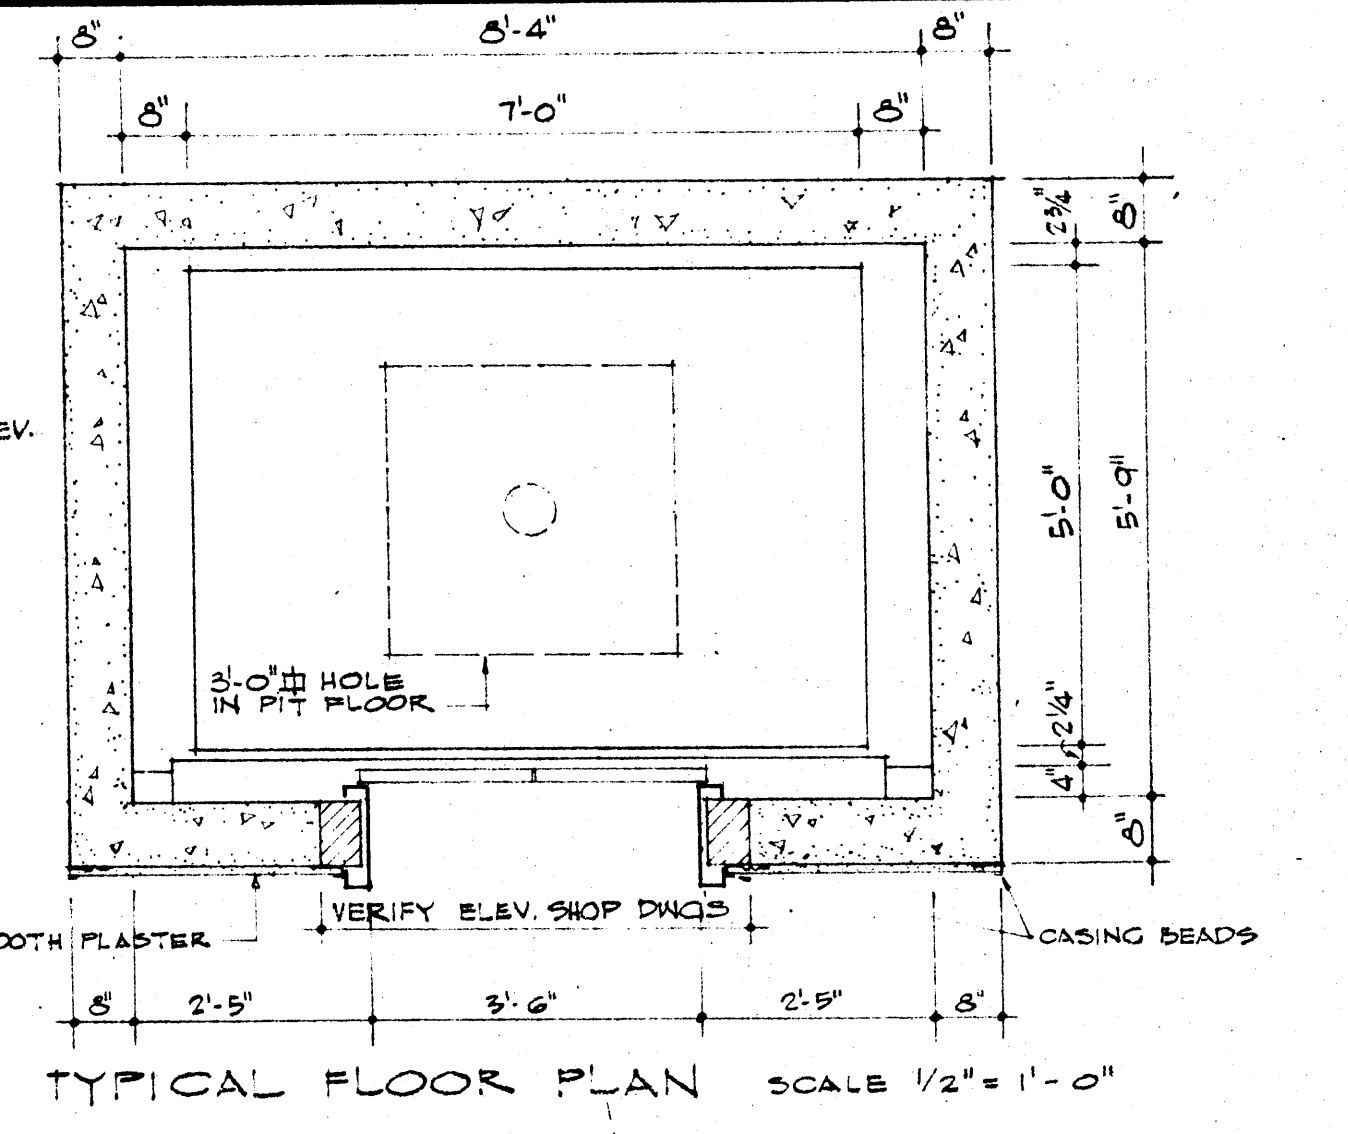 8" 8'-4" 8"
8" 7'-0" 8"
2¾" 8"
EV.
5'-0" 5'-9"
3'-0" HOLE
IN PIT FLOOR
2¼"
4"
8"
VERIFY ELEV. SHOP DWGS
OOTH PLASTER
CASING BEADS
8" 2'-5" 3'-6" 2'-5" 8"
TYPICAL FLOOR PLAN SCALE 1/2" = 1'-0"